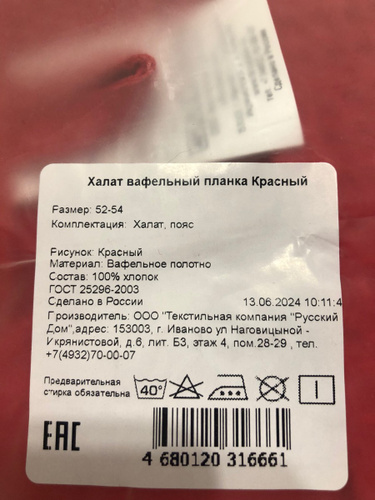 Халат вафельный планка Красный
Размер: 52-54
Комплектация: Халат, пояс
Рисунок: Красный
Материал: Вафельное полотно
Состав: 100% хлопок
ГОСТ 25296-2003
Сделано в России 13.06.2024 10:11:4
Производитель: ООО "Текстильная компания "Русский
Дом",адрес: 153003, г. Иваново ул Наговицыной -
Икрянистовой, д.6, лит. Б3, этаж 4, пом.28-29 , тел.
+7(4932)70-00-07
Предварительная
стирка обязательна
40°
EAC
4 680120 316661